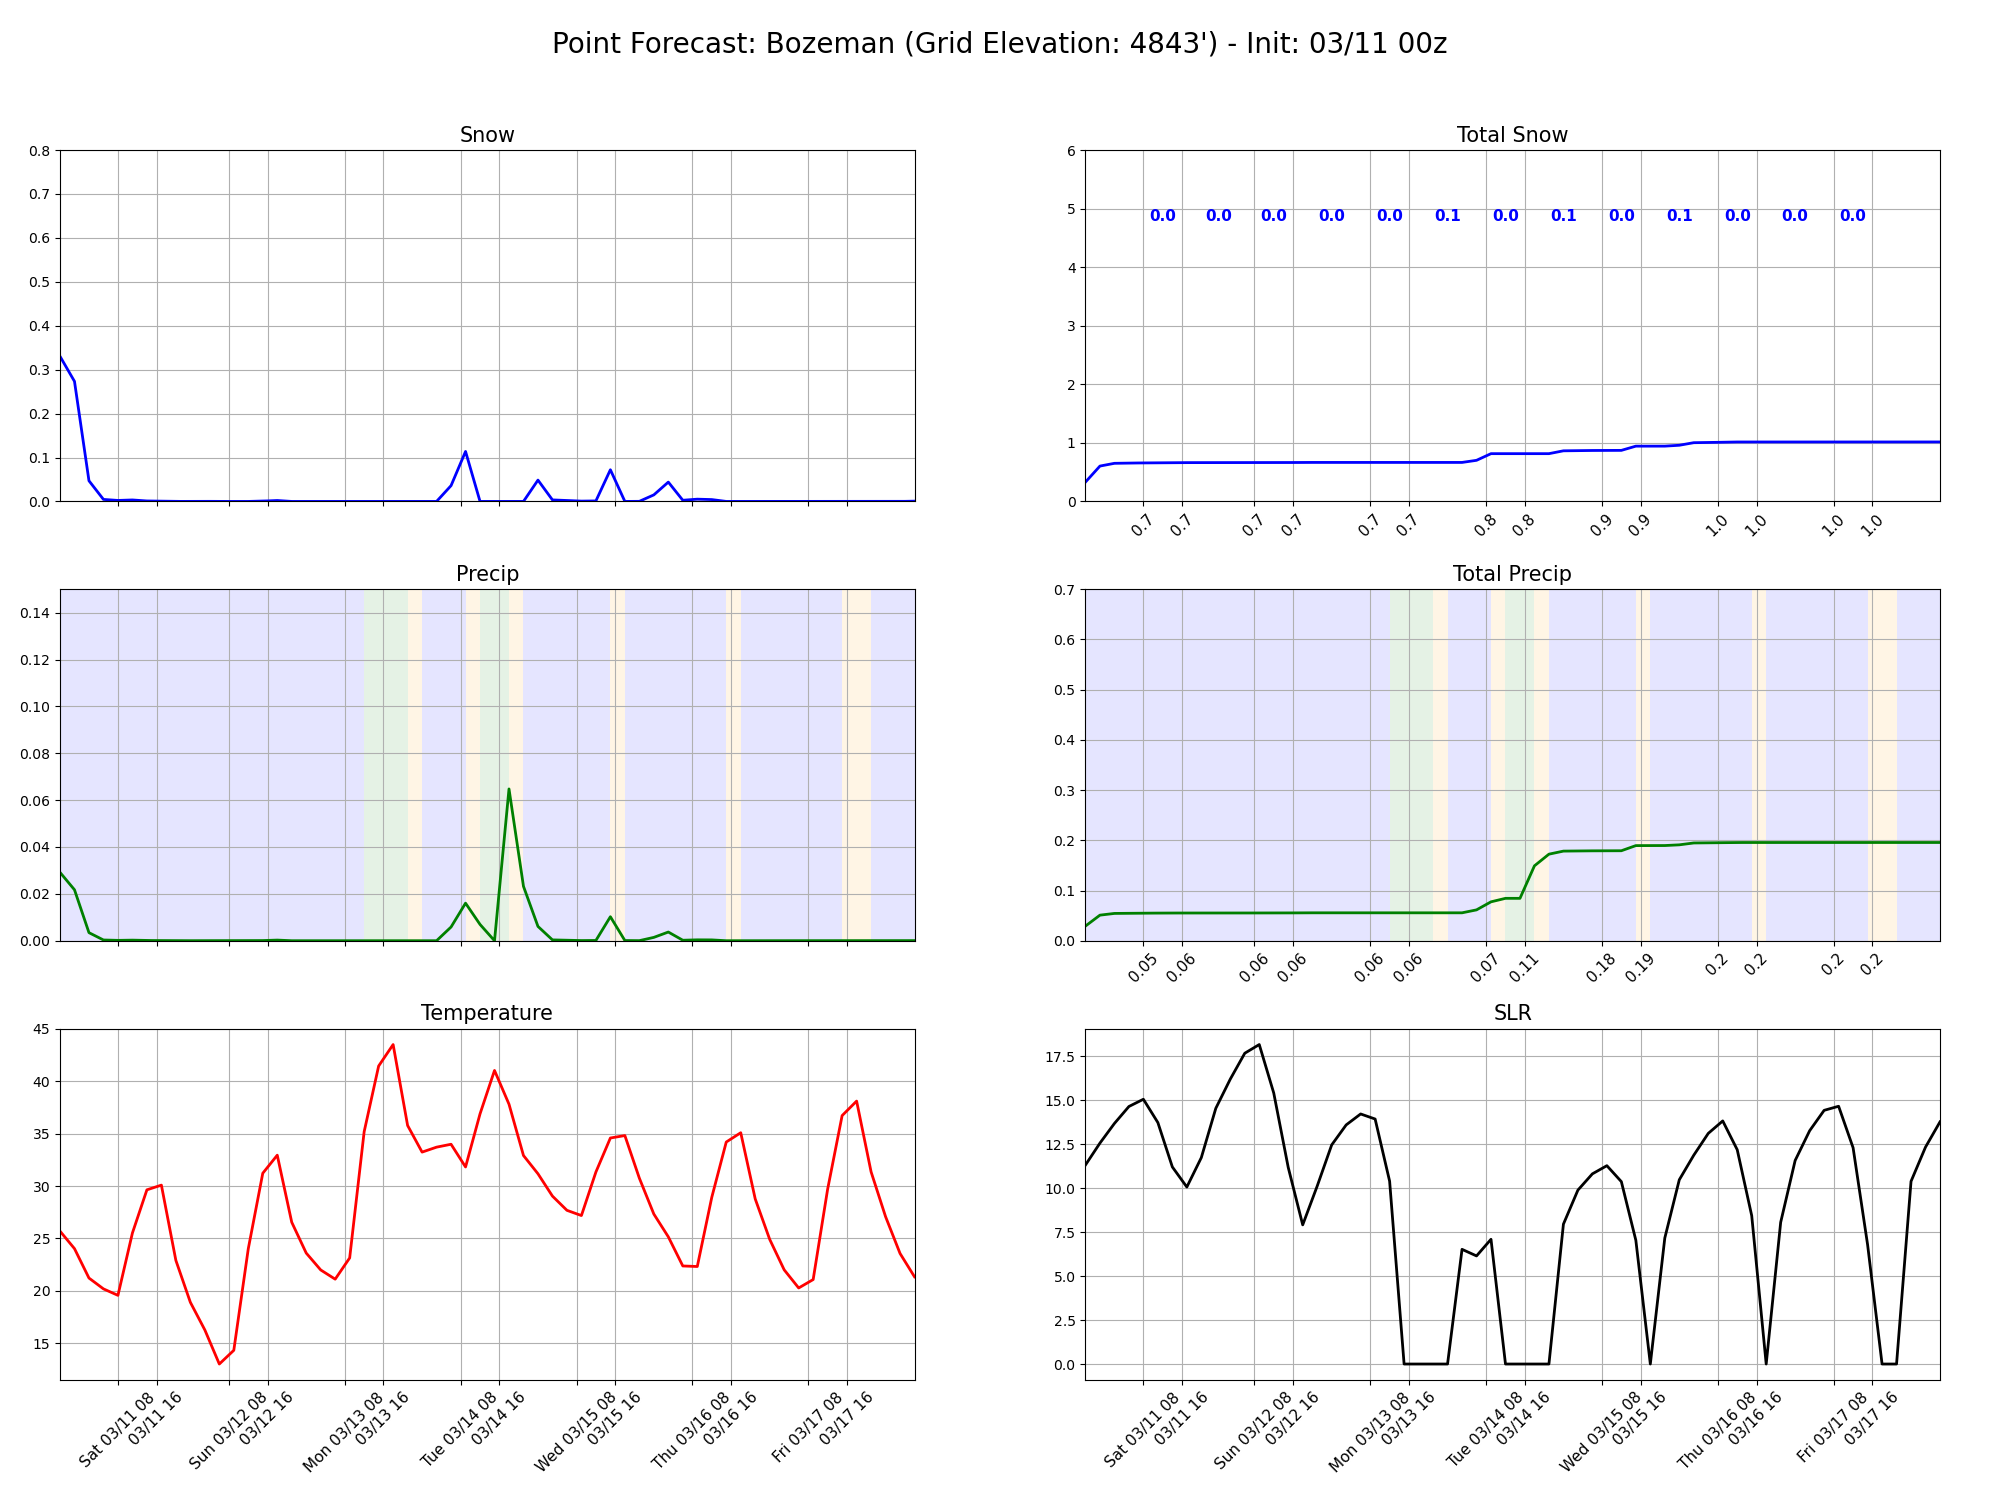 Point Forecast: Bozeman (Grid Elevation: 4843') - Init: 03/11 00z
Snow
0.8
0.7
0.6
0.5
0.4
0.3
0.2
0.1
0.0
Total Snow
6
5
4
3
2
1
0
0.0 0.0 0.0 0.0 0.0 0.1 0.0 0.1 0.0 0.1 0.0 0.0 0.0
0.7 0.7 0.7 0.7 0.7 0.7 0.8 0.8 0.9 0.9 1.0 1.0 1.0 1.0
Precip
0.14
0.12
0.10
0.08
0.06
0.04
0.02
0.00
Total Precip
0.7
0.6
0.5
0.4
0.3
0.2
0.1
0.0
0.05 0.06 0.06 0.06 0.06 0.06 0.07 0.11 0.18 0.19 0.2 0.2 0.2 0.2
Temperature
45
40
35
30
25
20
15
Sat 03/11 08
03/11 16
Sun 03/12 08
03/12 16
Mon 03/13 08
03/13 16
Tue 03/14 08
03/14 16
Wed 03/15 08
03/15 16
Thu 03/16 08
03/16 16
Fri 03/17 08
03/17 16
SLR
17.5
15.0
12.5
10.0
7.5
5.0
2.5
0.0
Sat 03/11 08
03/11 16
Sun 03/12 08
03/12 16
Mon 03/13 08
03/13 16
Tue 03/14 08
03/14 16
Wed 03/15 08
03/15 16
Thu 03/16 08
03/16 16
Fri 03/17 08
03/17 16